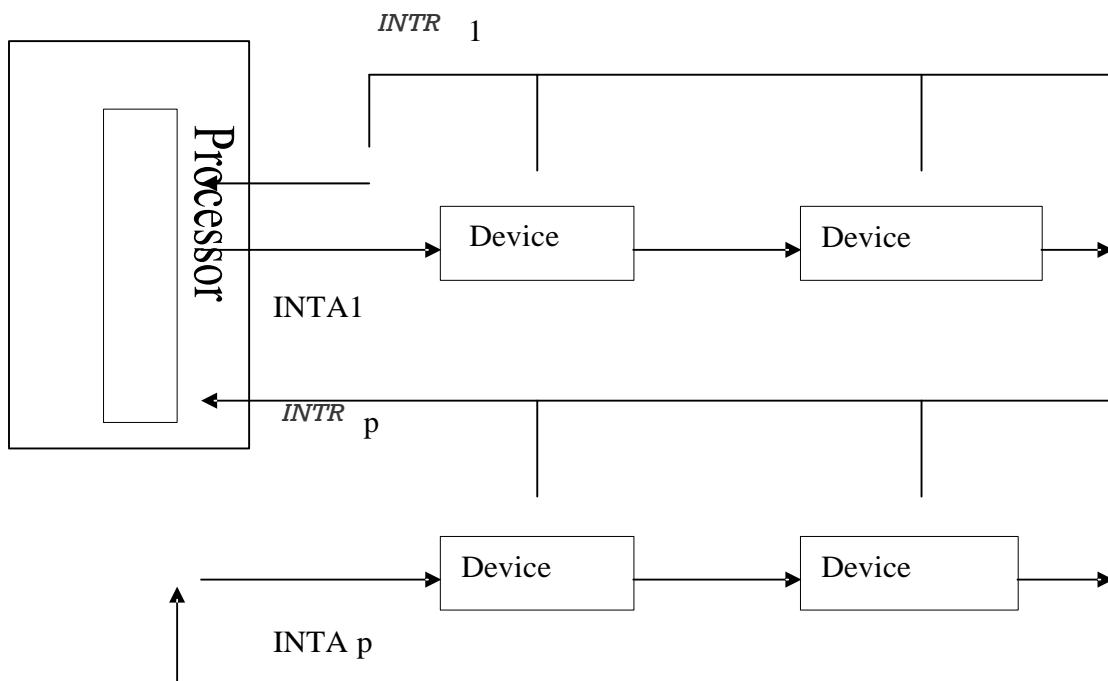 INTR 1
Processor
Device Device
INTA1
INTR p
Device Device
INTA p